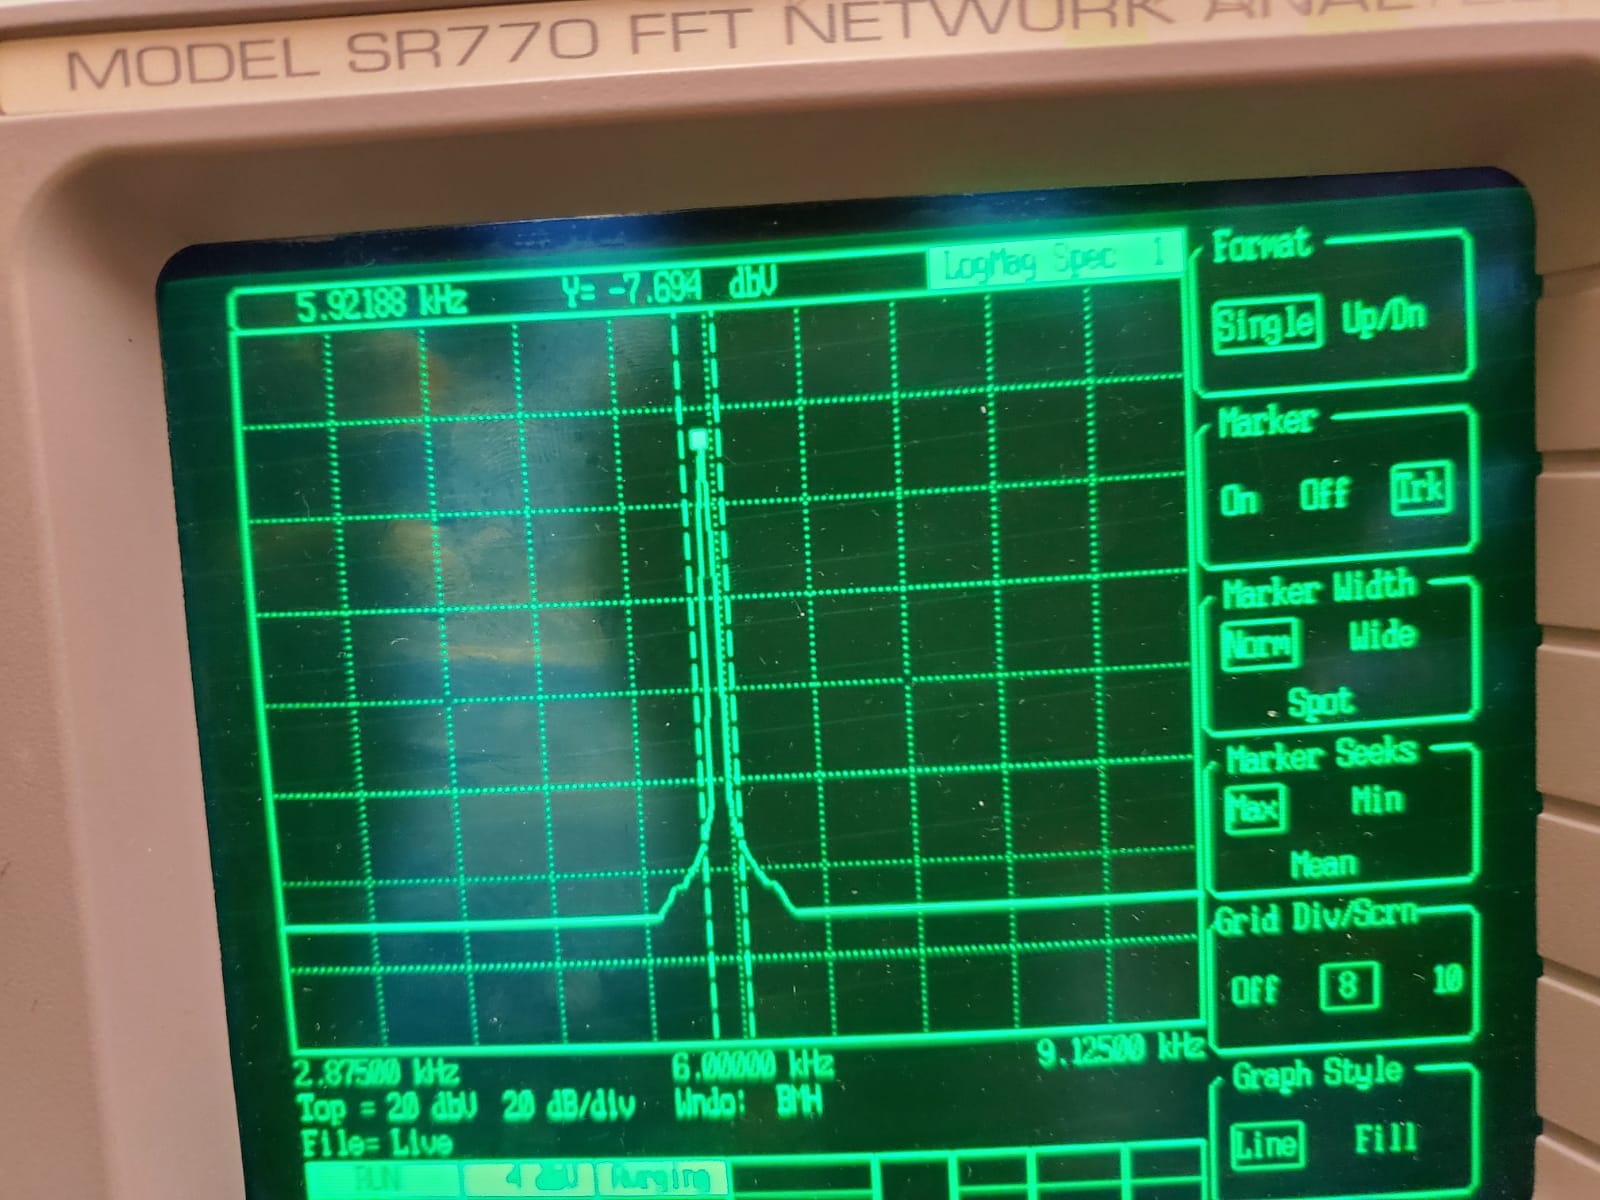 MODEL SR770 FFT NETWORK
5.92188 kHz Y= -7.694 dbV LogMag Spec 1
2.87500 kHz 6.00000 kHz 9.12500 kHz
Top = 20 dbV 20 dB/div Wndo: BMH
File= Live
RUN
Format
Single Up/Dn
Marker
On Off Trk
Marker Width
Norm Wide
Spot
Marker Seeks
Max Min
Mean
Grid Div/Scrn
Off 8 10
Graph Style
Line Fill